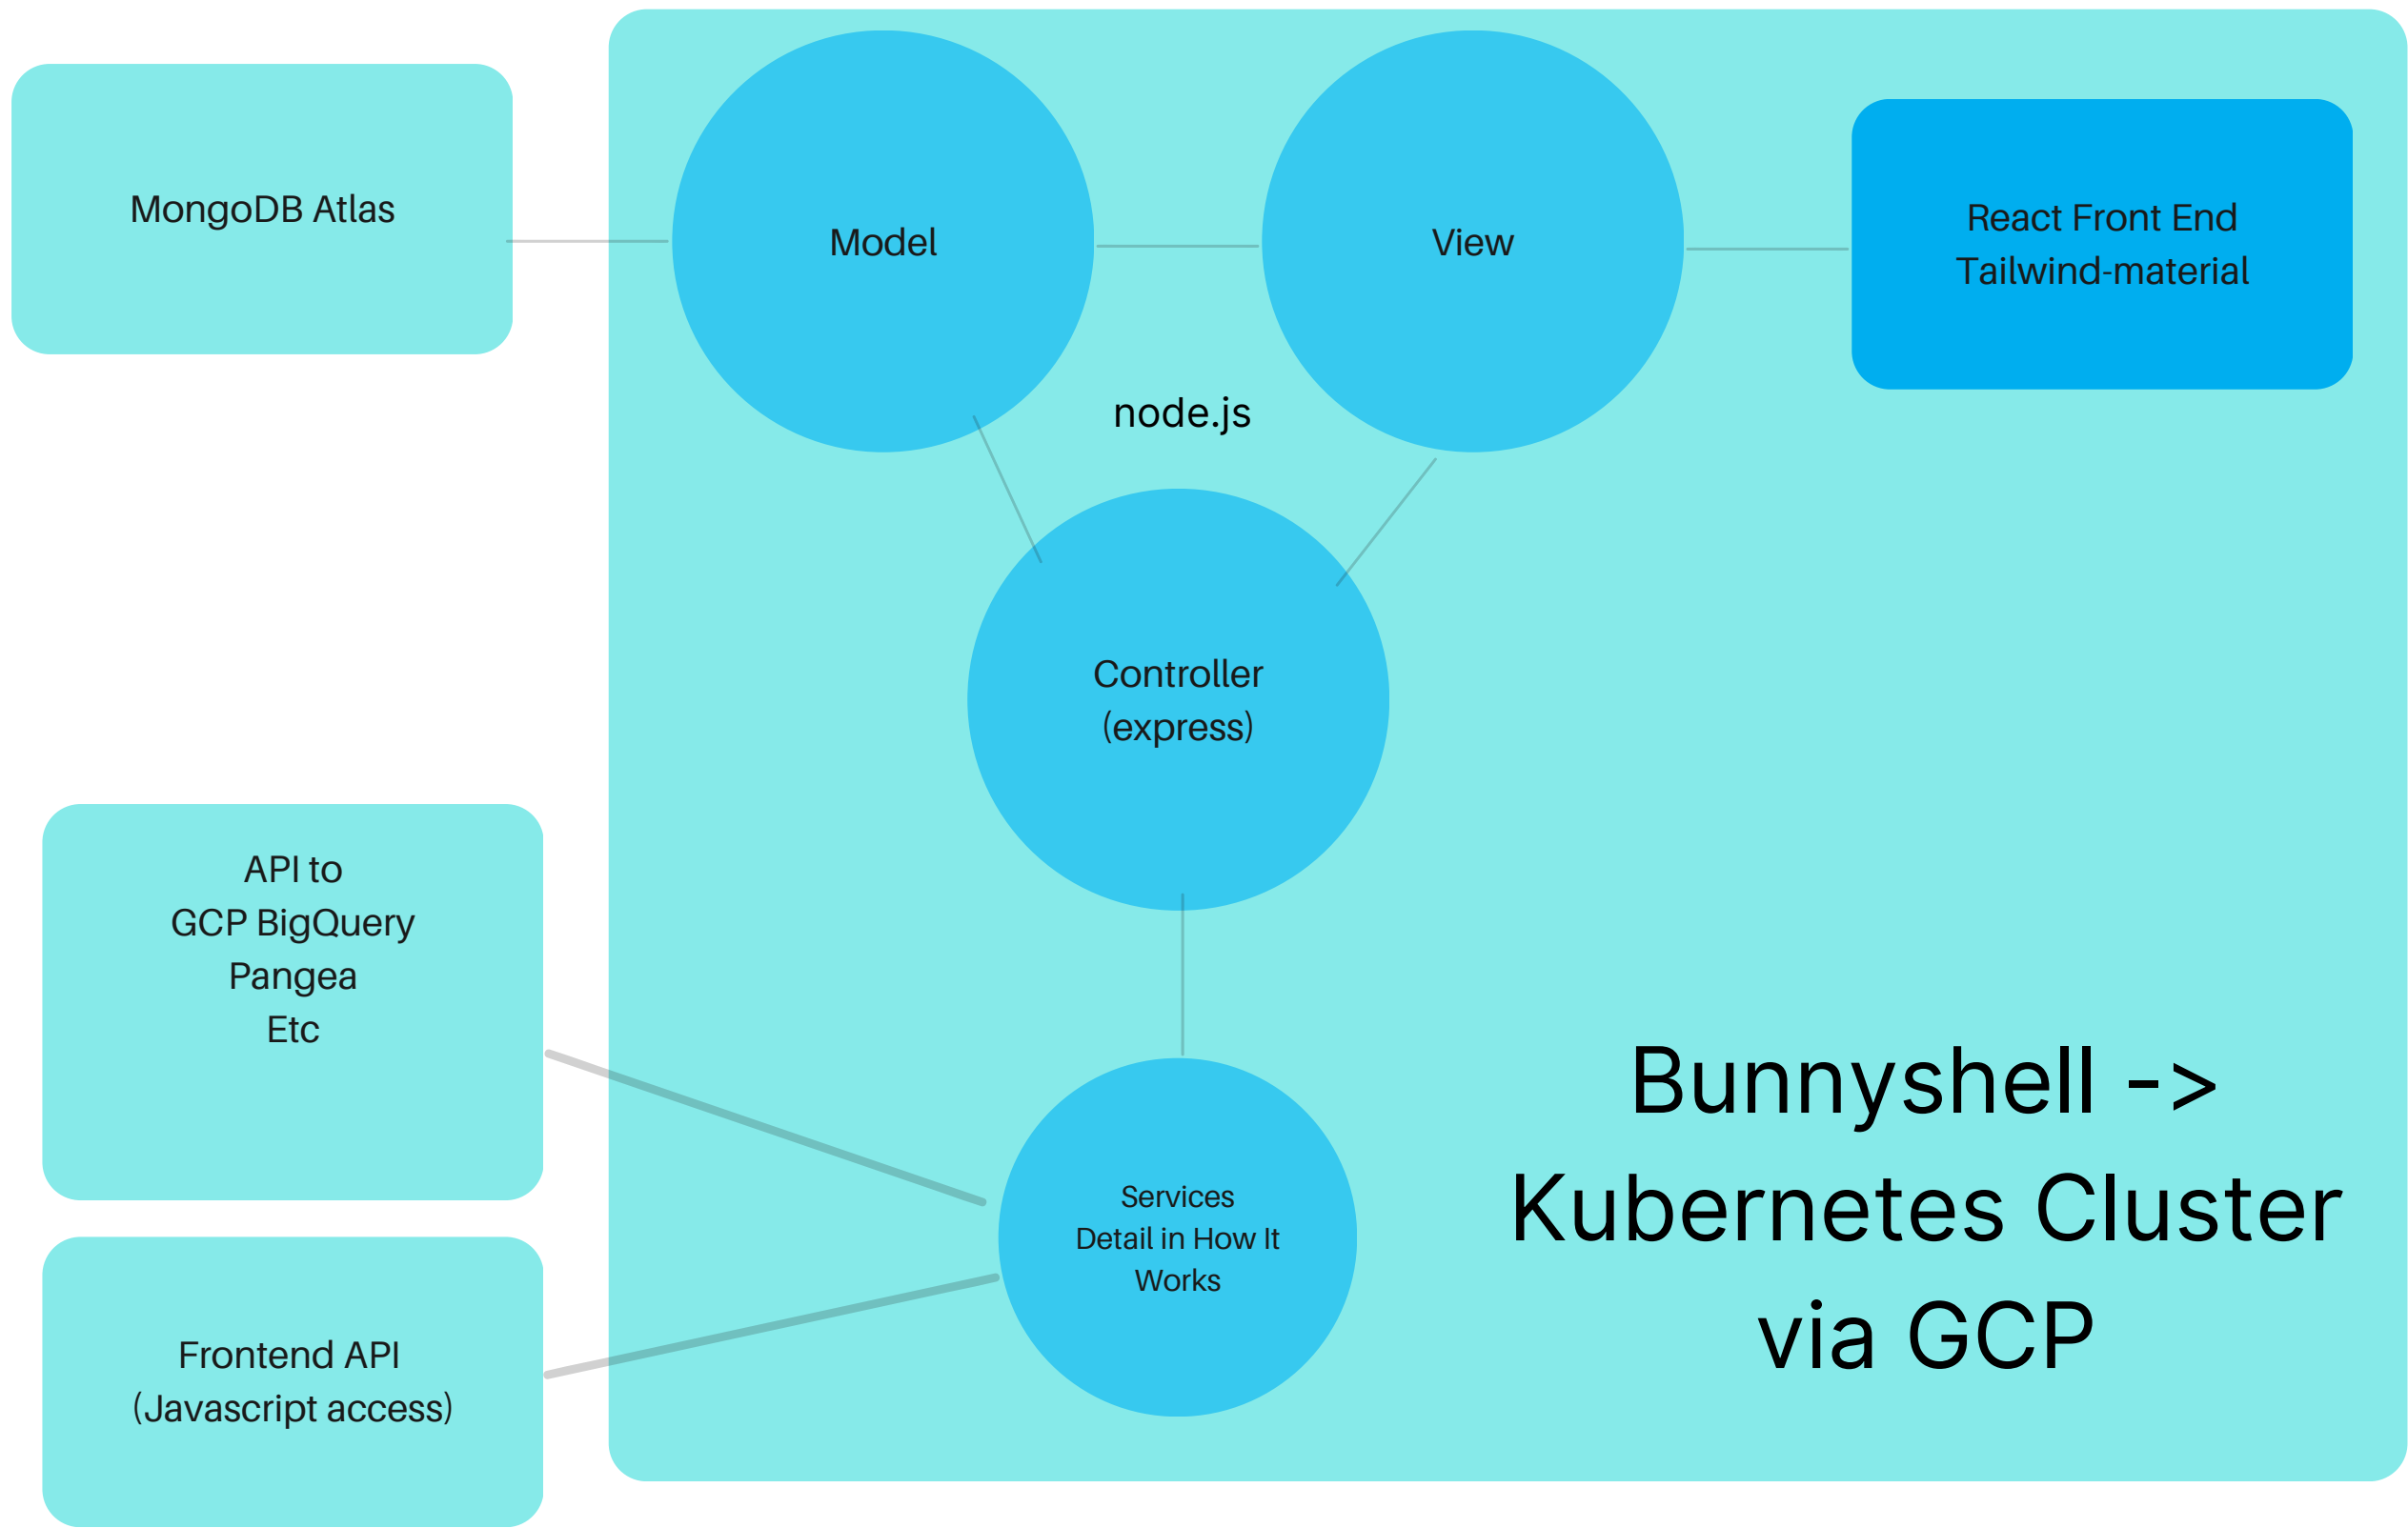 MongoDB Atlas
Model
View
React Front End
Tailwind-material
node.js
Controller
(express)
API to
GCP BigQuery
Pangea
Etc
Services
Detail in How It
Works
Frontend API
(Javascript access)
Bunnyshell ->
Kubernetes Cluster
via GCP